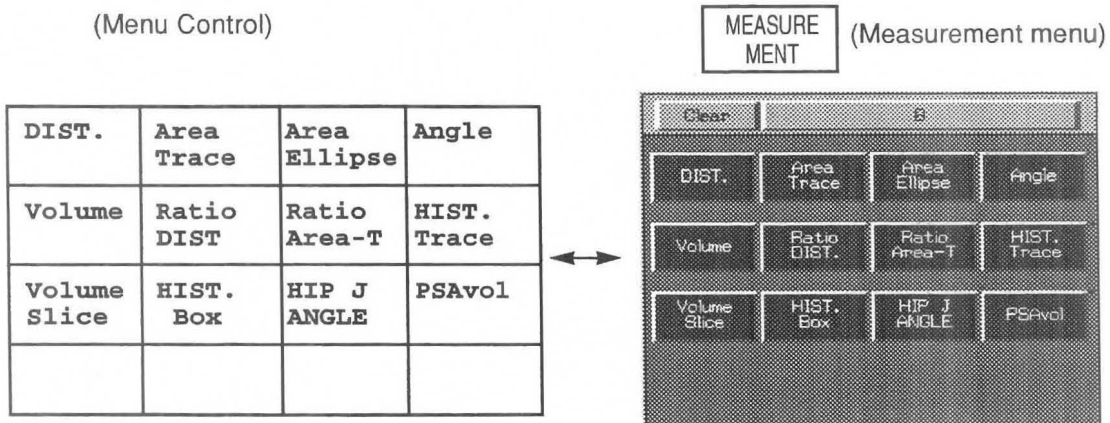 (Menu Control)
MEASURE
MENT
(Measurement menu)
DIST.
Area
Trace
Area
Ellipse
Angle
Volume
Ratio
DIST
Ratio
Area-T
HIST.
Trace
Volume
Slice
HIST.
Box
HIP J
ANGLE
PSAvol
Clear
B
DIST.
Area
Trace
Area
Ellipse
Angle
Volume
Ratio
DIST.
Ratio
Area-T
HIST.
Trace
Volume
Slice
HIST.
Box
HIP J
ANGLE
PSAvol